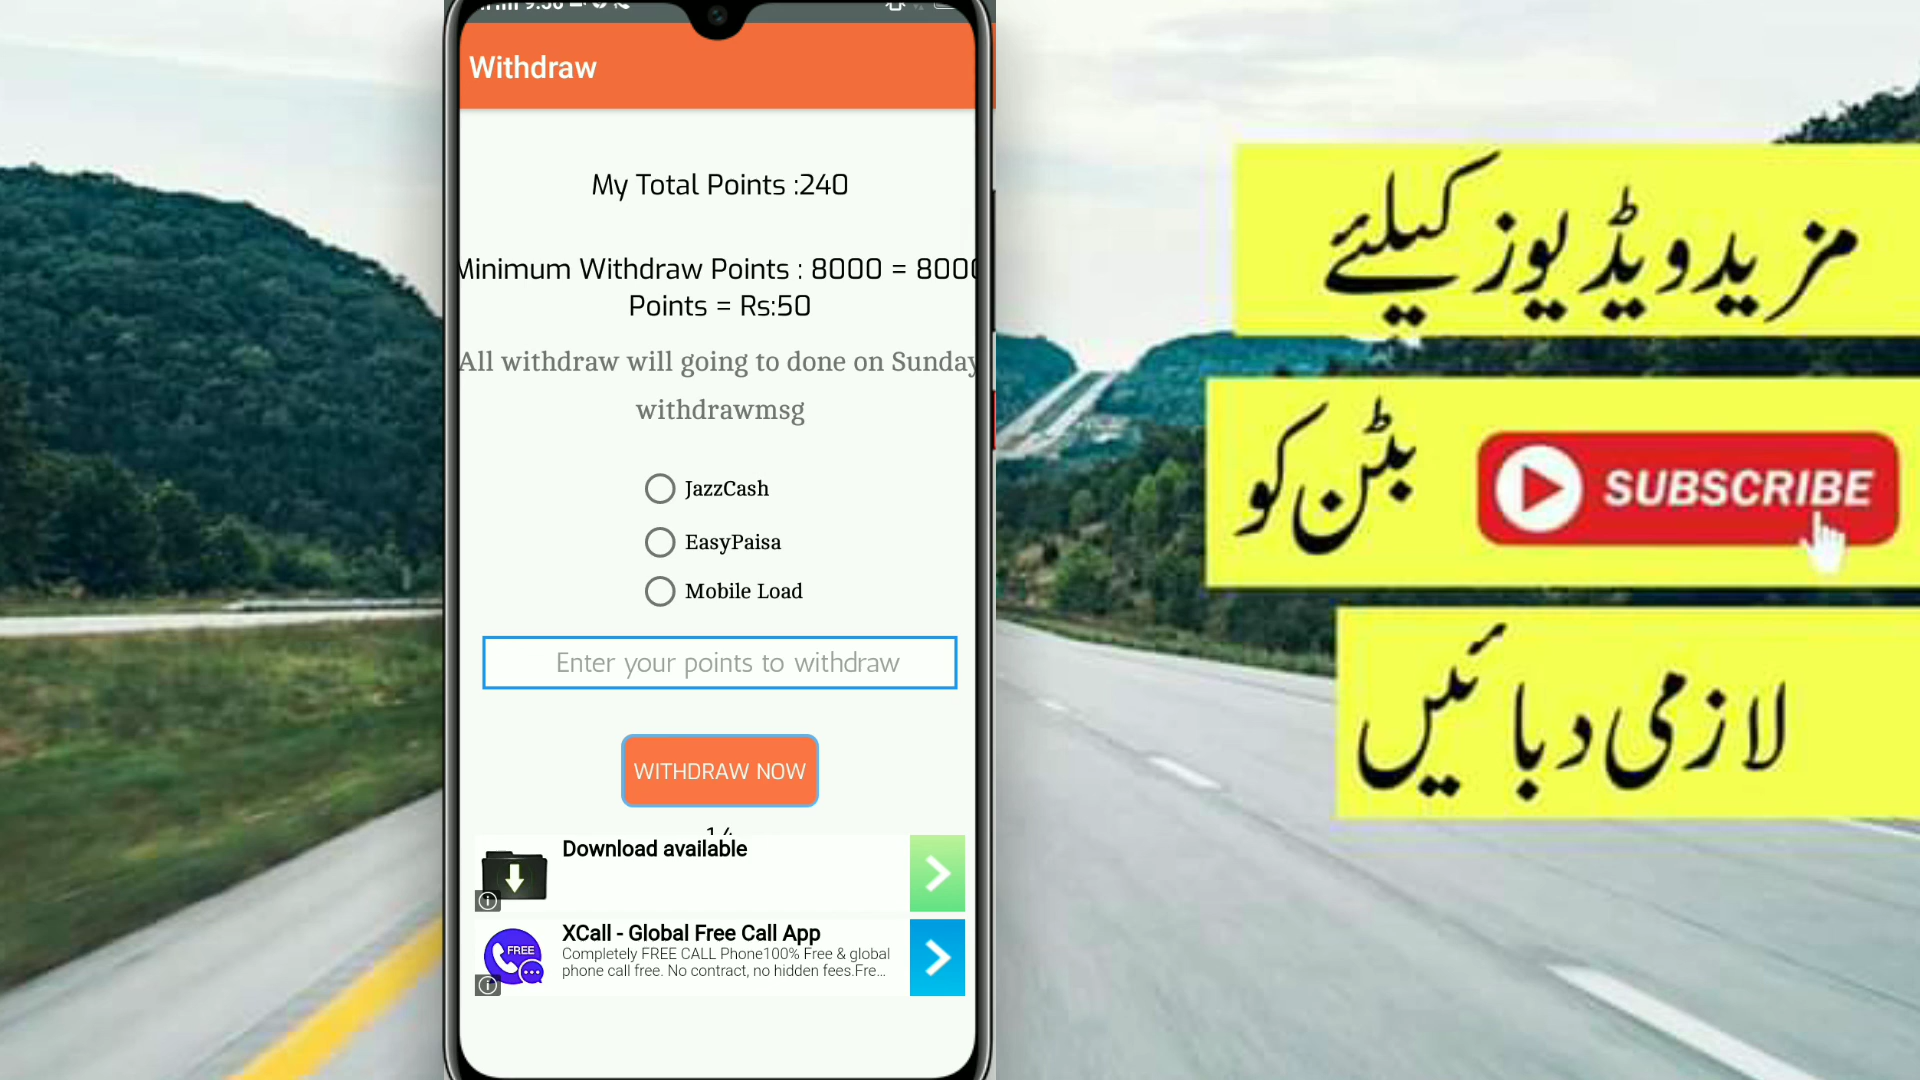 Withdraw
My Total Points :240
Minimum Withdraw Points : 8000 = 8000
Points = Rs:50
All withdraw will going to done on Sunday
withdrawmsg
JazzCash
EasyPaisa
Mobile Load
Enter your points to withdraw
WITHDRAW NOW
Download available
XCall - Global Free Call App
Completely FREE CALL Phone100% Free & global
phone call free. No contract, no hidden fees.Fre...
FREE
مزید ویڈیوز کیلئے
SUBSCRIBE بٹن کو
لازمی دبائیں